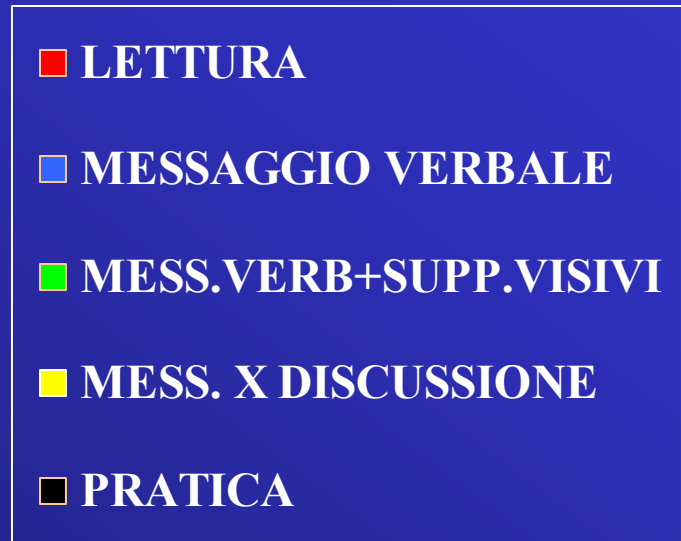 LETTURA
MESSAGGIO VERBALE
MESS.VERB+SUPP.VISIVI
MESS. X DISCUSSIONE
PRATICA